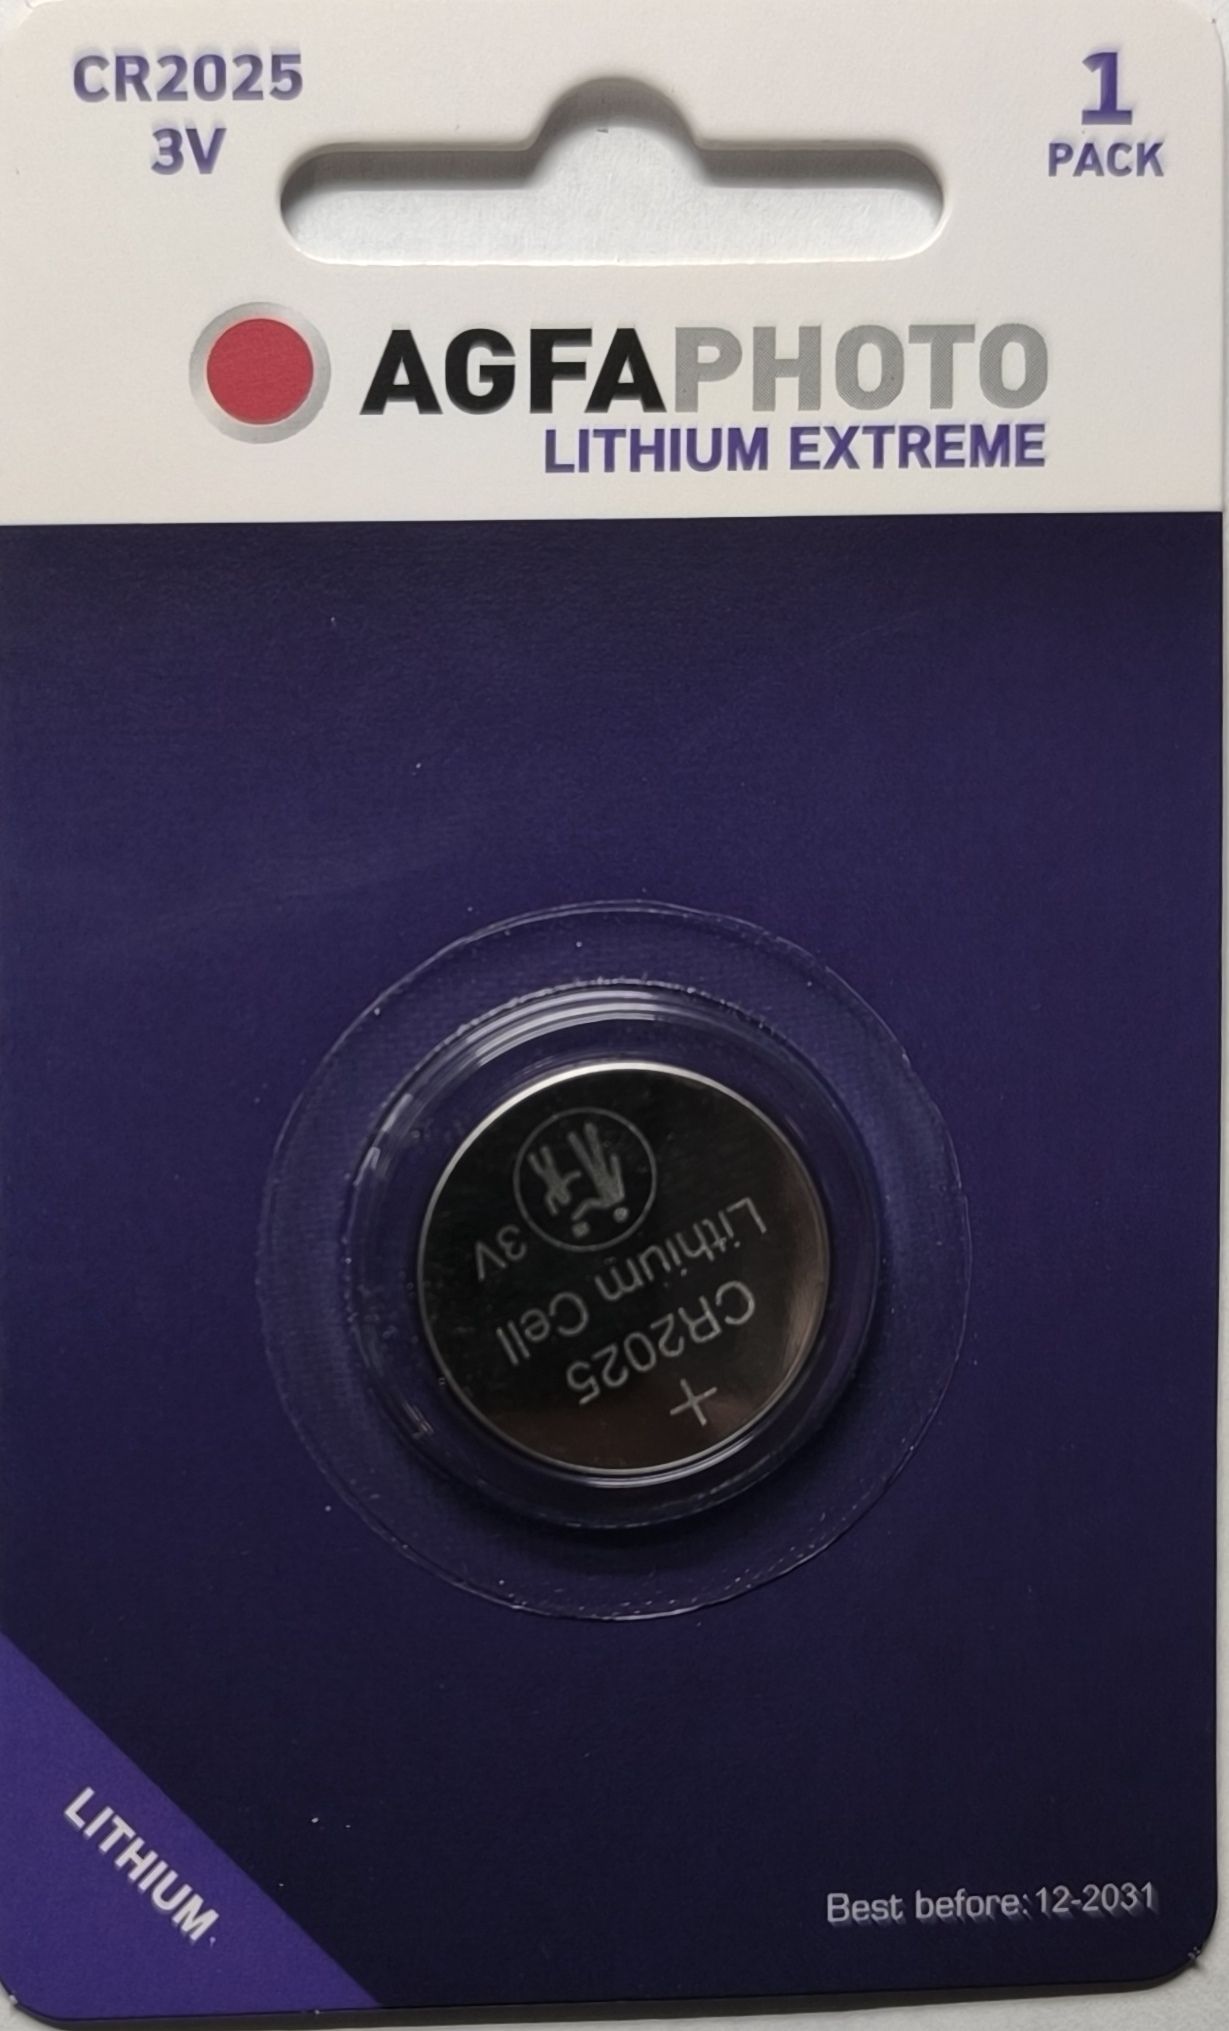 CR2025
3V
1
PACK
AGFAPHOTO
LITHIUM EXTREME
+
CR2025
Lithium Cell
3V
LITHIUM
Best before: 12-2031